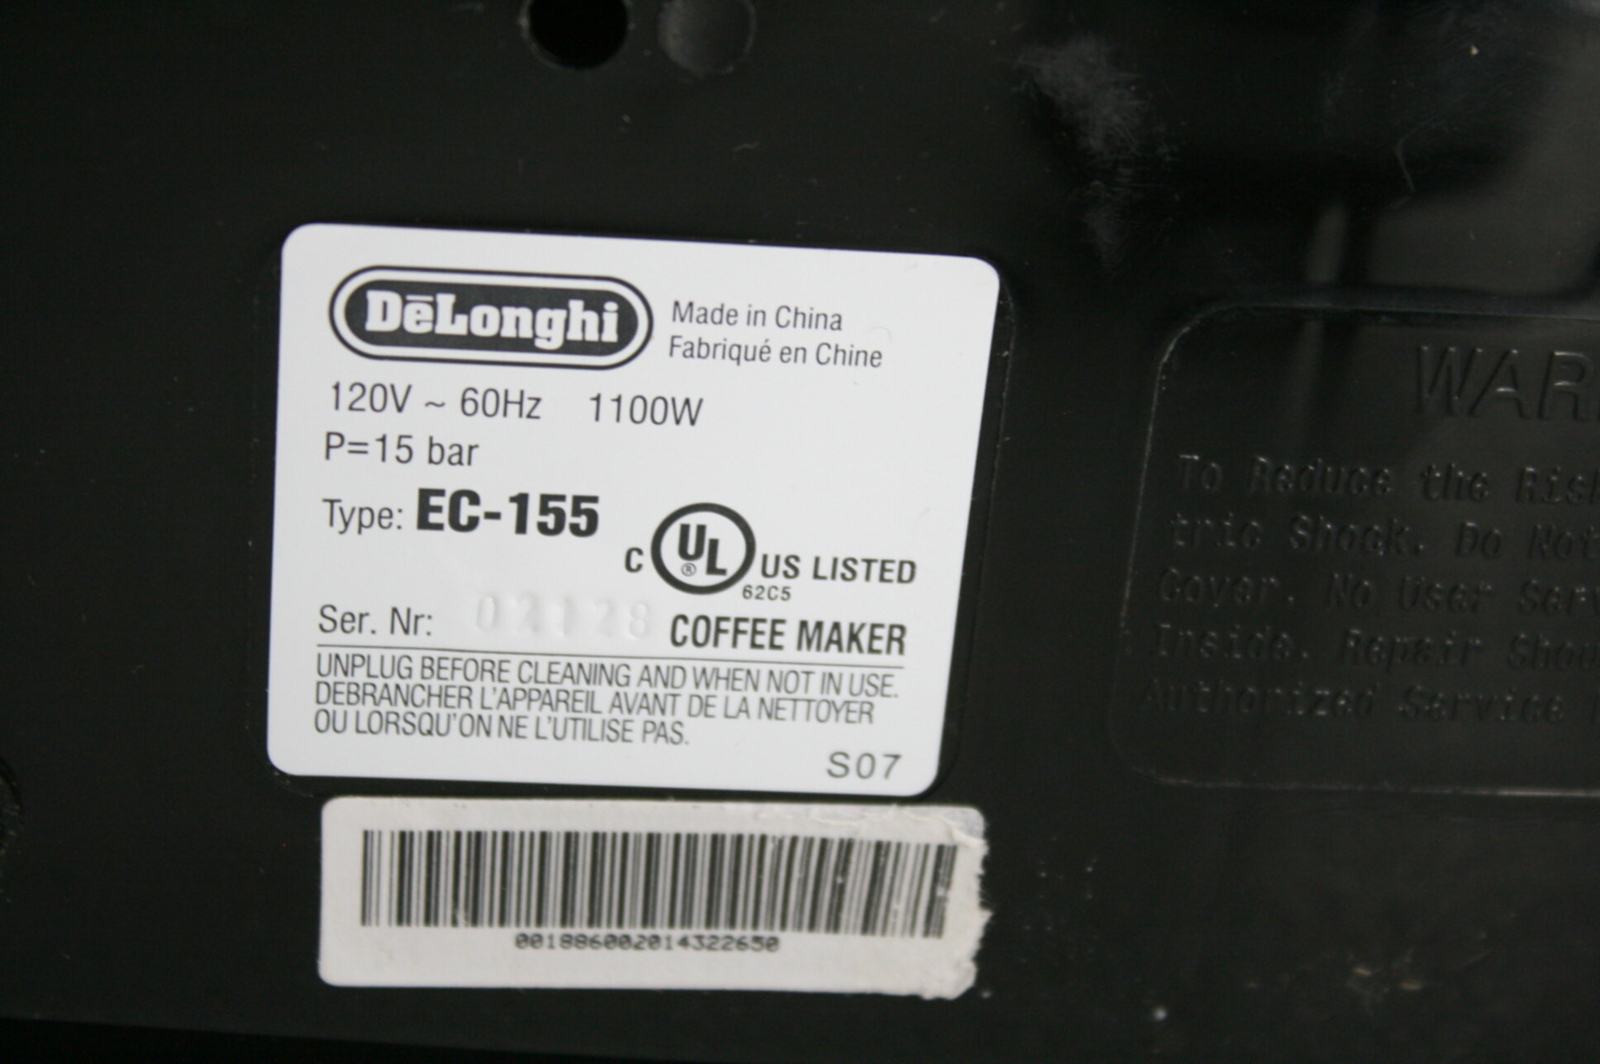 DeLonghi
Made in China
Fabriqué en Chine
120V ~ 60Hz 1100W
P=15 bar
Type: EC-155
C UL® US LISTED
62C5
Ser. Nr: COFFEE MAKER
UNPLUG BEFORE CLEANING AND WHEN NOT IN USE.
DEBRANCHER L'APPAREIL AVANT DE LA NETTOYER
OU LORSQU'ON NE L'UTILISE PAS.
S07
001886002014322650
To Reduce the
tric Shock. Do Not
Cover. No User
Inside. Repair
Authorized Service